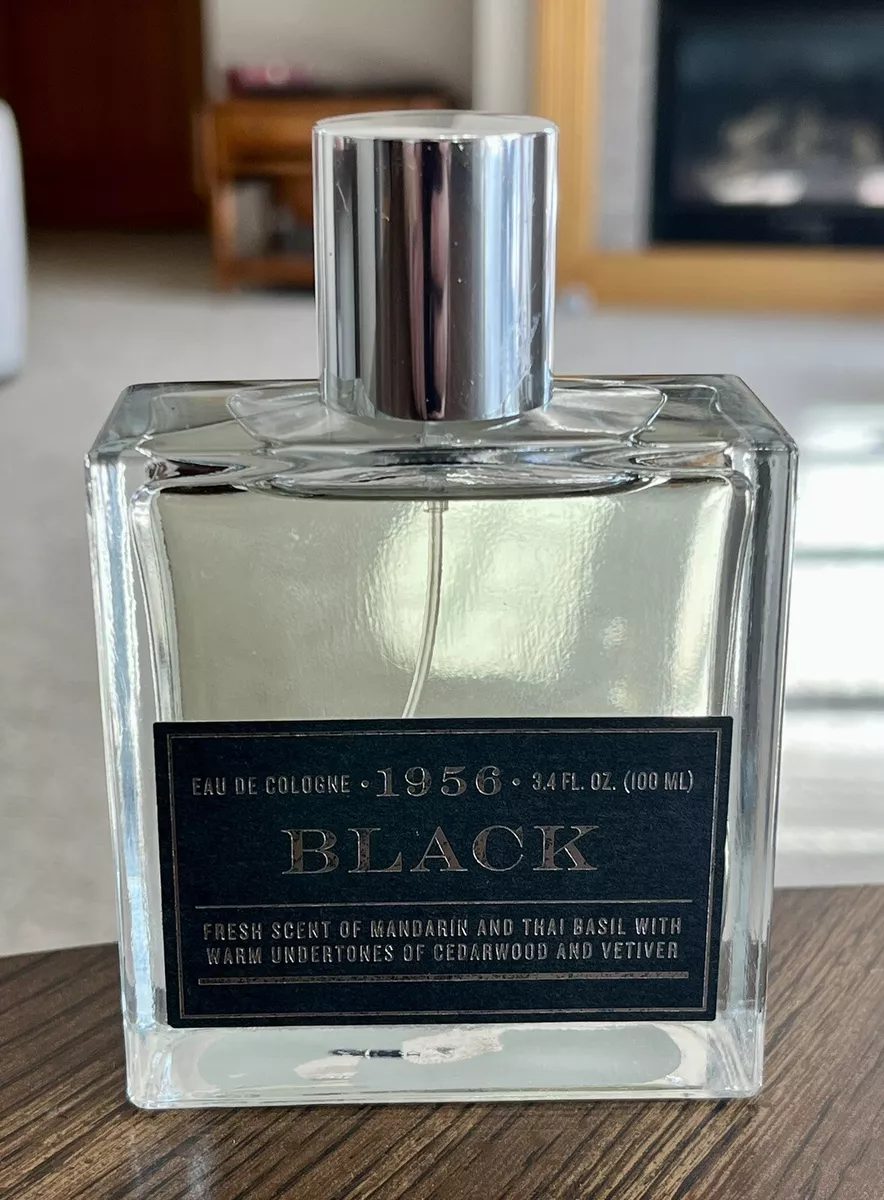 EAU DE COLOGNE • 1956 • 3.4 FL. OZ. (100 ML)
BLACK
FRESH SCENT OF MANDARIN AND THAI BASIL WITH
WARM UNDERTONES OF CEDARWOOD AND VETIVER